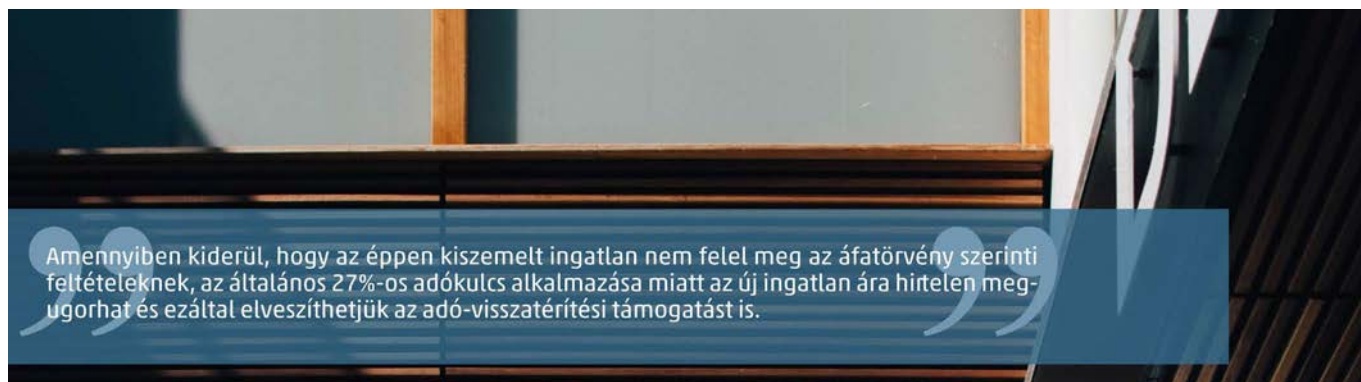 Amennyiben kiderül, hogy az éppen kiszemelt ingatlan nem felel meg az áfatörvény szerinti
feltételeknek, az általános 27%-os adókulcs alkalmazása miatt az új ingatlan ára hirtelen meg-
ugorhat és ezáltal elveszíthetjük az adó-visszatérítési támogatást is.